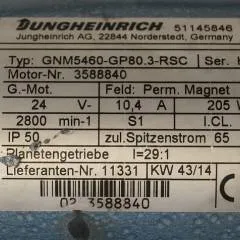 JUNGHEINRICH 51145846
Jungheinrich AG, 22844 Norderstedt, Germany
Typ: GNM5460-GP80.3-RSC Ser.
Motor-Nr. 3588840
G.-Mot. Feld: Perm. Magnet
24 V- 10,4 A 205
2800 min-1 S1 I.CL.
IP 50 zul.Spitzenstrom 65
Planetengetriebe I=29:1
Lieferanten-Nr. 11331 KW 43/14
02 3588840